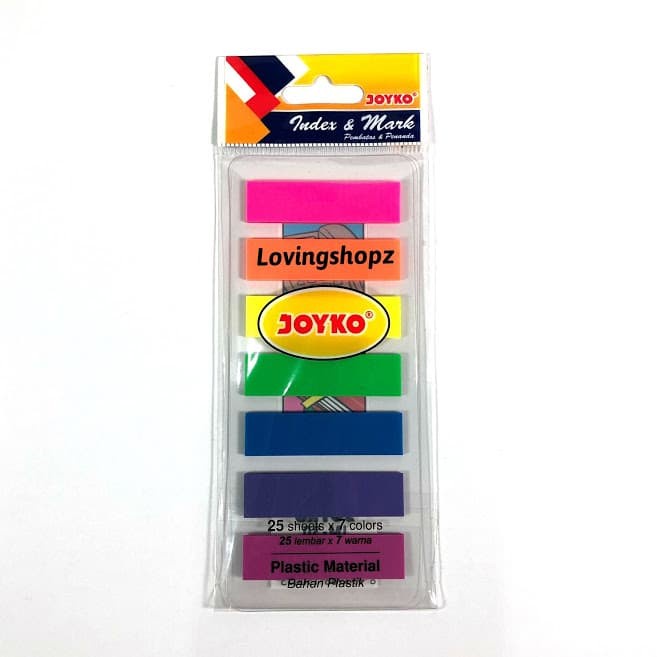 JOYKO®
Index & Mark
Pembatas & Penanda
Lovingshopz
JOYKO®
25 sheets x 7 colors
25 lembar x 7 warna
Plastic Material
Bahan Plastik